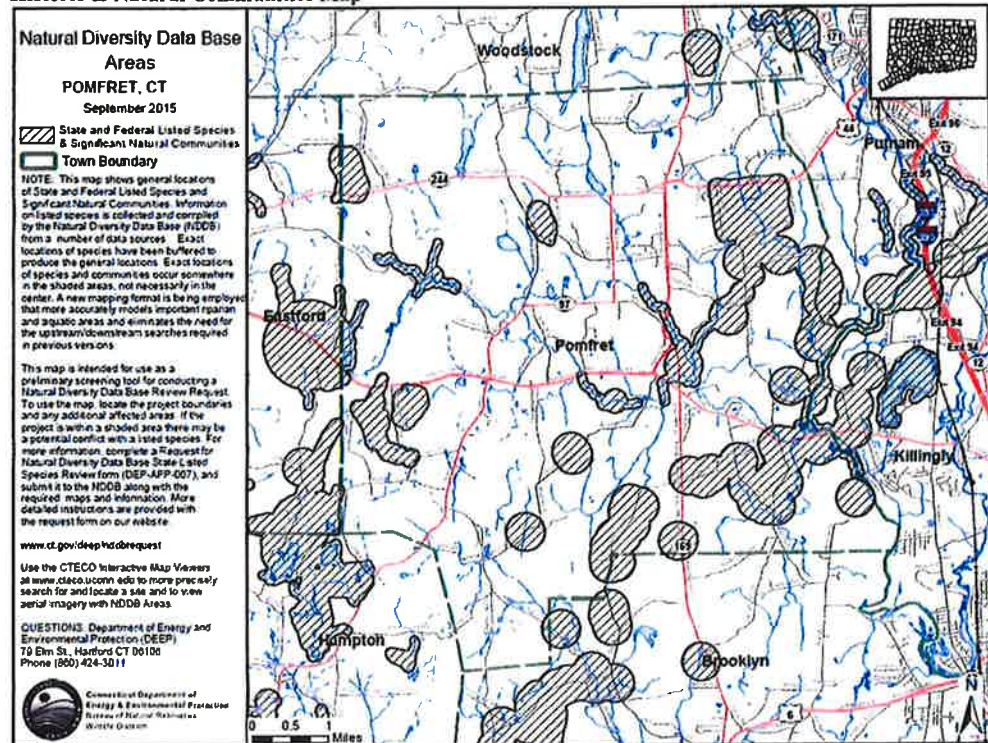 Natural Diversity Data Base
Areas
POMFRET, CT
September 2015
State and Federal Listed Species
& Significant Natural Communities
Town Boundary
NOTE: This map shows general locations
of State and Federal Listed Species and
Significant Natural Communities. Information
on listed species is collected and compiled
by the Natural Diversity Data Base (NDDB)
from a number of data sources. Exact
locations of species have been buffered to
produce the general locations. Exact locations
of species and communities occur somewhere
in the shaded areas, not necessarily in the
center. A new mapping format is being employed
that more accurately models important riparian
and aquatic areas and eliminates the need for
the upstream/downstream searches required
in previous versions
This map is intended for use as a
preliminary screening tool for conducting a
Natural Diversity Data Base Review Request.
To use the map, locate the project boundaries
and any additional affected areas. If the
project is within a shaded area there may be
a potential conflict with a listed species. For
more information, complete a Request for
Natural Diversity Data Base State Listed
Species Review form (DEP-APP-007), and
submit it to the NDDB along with the
required maps and information. More
detailed instructions are provided with
the request form on our website.
www.ct.gov/deep/nddbrequest
Use the CTECO Interactive Map Viewers
at www.cteco.uconn.edu to more precisely
search for and locate a site and to view
aerial imagery with NDDB Areas.
QUESTIONS: Department of Energy and
Environmental Protection (DEEP)
79 Elm St., Hartford CT 06106
Phone (860) 424-3011
Connecticut Department of
Energy & Environmental Protection
Bureau of Natural Resources
Wildlife Division
Woodstock
171
44
Putnam
Exit 96
12
Exit 95
244
97
Eastford
Pomfret
Exit 94
12
Killingly
169
Hampton
Brooklyn
6
N
0 0.5 1
Miles